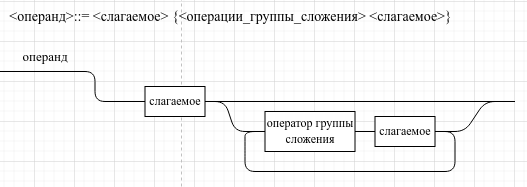 <операнд>::= <слагаемое> {<операции_группы_сложения> <слагаемое>}
операнд
слагаемое
оператор группы
сложения
слагаемое